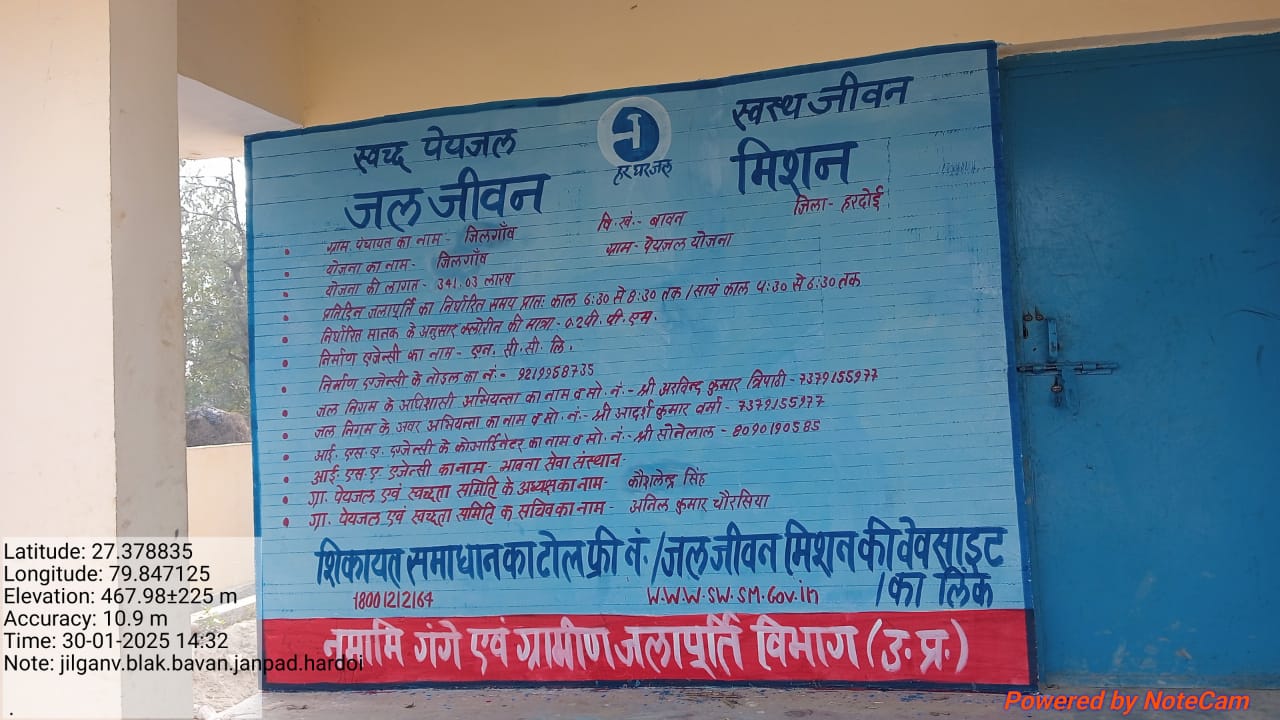 स्वच्छ पेयजल
स्वस्थ जीवन
हर घर जल
जल जीवन मिशन
ग्राम पंचायत का नाम - जिलगाँव वि.खं.- बावन जिला- हरदोई
योजना का नाम- जिलगाँव ग्राम- पेयजल योजना
योजना की लागत - 341.03 लाख
प्रतिदिन जलापूर्ति का निर्धारित समय प्रातः काल 6:30 से 8:30 तक / सायं काल 4:30 से 6:30 तक
निर्धारित मानक के अनुसार क्लोरीन की मात्रा - 0.2 पी. पी. एम.
निर्माण एजेन्सी का नाम - एन. सी. सी. लि.
निर्माण एजेन्सी के नोडल का नं.- 9219958735
जल निगम के अधिशासी अभियन्ता का नाम व मो. नं.- श्री अरविन्द कुमार त्रिपाठी - 7379155977
जल निगम के अवर अभियन्ता का नाम व मो. नं.- श्री आदर्श कुमार वर्मा - 7379155977
आई. एस. ए. एजेन्सी के कोआर्डिनेटर का नाम व मो. नं.- श्री सोनेलाल - 8090190585
आई. एस. ए. एजेन्सी का नाम- भावना सेवा संस्थान
ग्रा. पेयजल एवं स्वच्छता समिति के अध्यक्ष का नाम- कौशलेन्द्र सिंह
ग्रा. पेयजल एवं स्वच्छता समिति के सचिव का नाम - अनिल कुमार चौरसिया
शिकायत समाधान का टोल फ्री नं. / जल जीवन मिशन की वेवसाइट
/का लिंक
18001212164 W.W.W.SW.SM.Gov.in
नमामि गंगे एवं ग्रामीण जलापूर्ति विभाग (उ.प्र.)
Latitude: 27.378835
Longitude: 79.847125
Elevation: 467.98±225 m
Accuracy: 10.9 m
Time: 30-01-2025 14:32
Note: jilganv.blak.bavan.janpad.hardoi
Powered by NoteCam